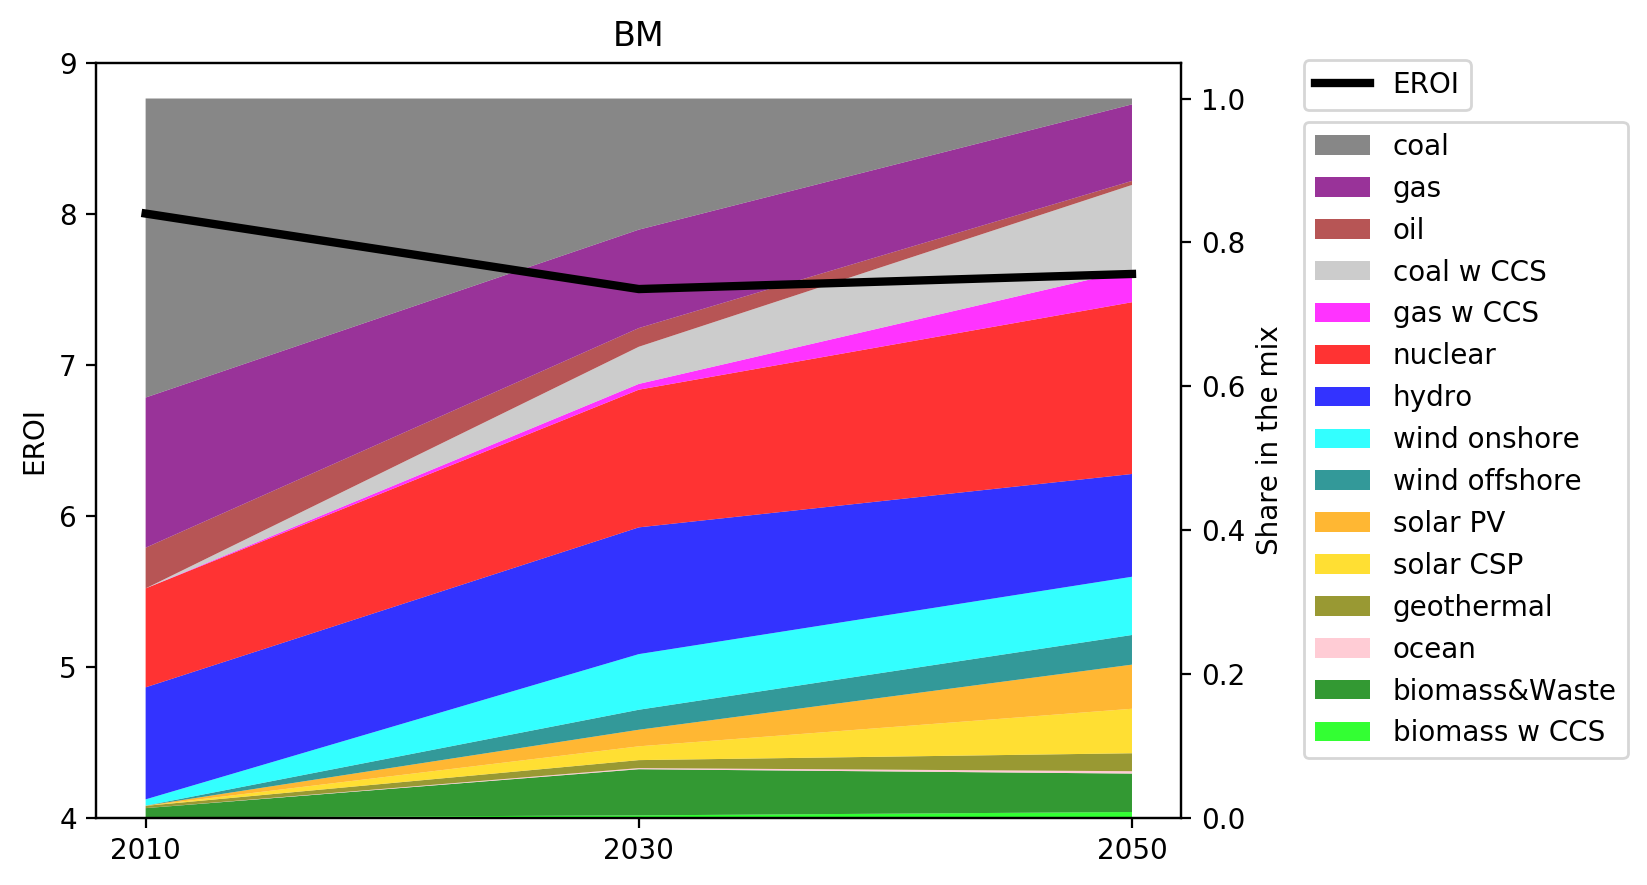 BM
9
8
7
6
5
4
EROI
2010
2030
2050
1.0
0.8
0.6
0.4
0.2
0.0
Share in the mix
EROI
coal
gas
oil
coal w CCS
gas w CCS
nuclear
hydro
wind onshore
wind offshore
solar PV
solar CSP
geothermal
ocean
biomass&Waste
biomass w CCS